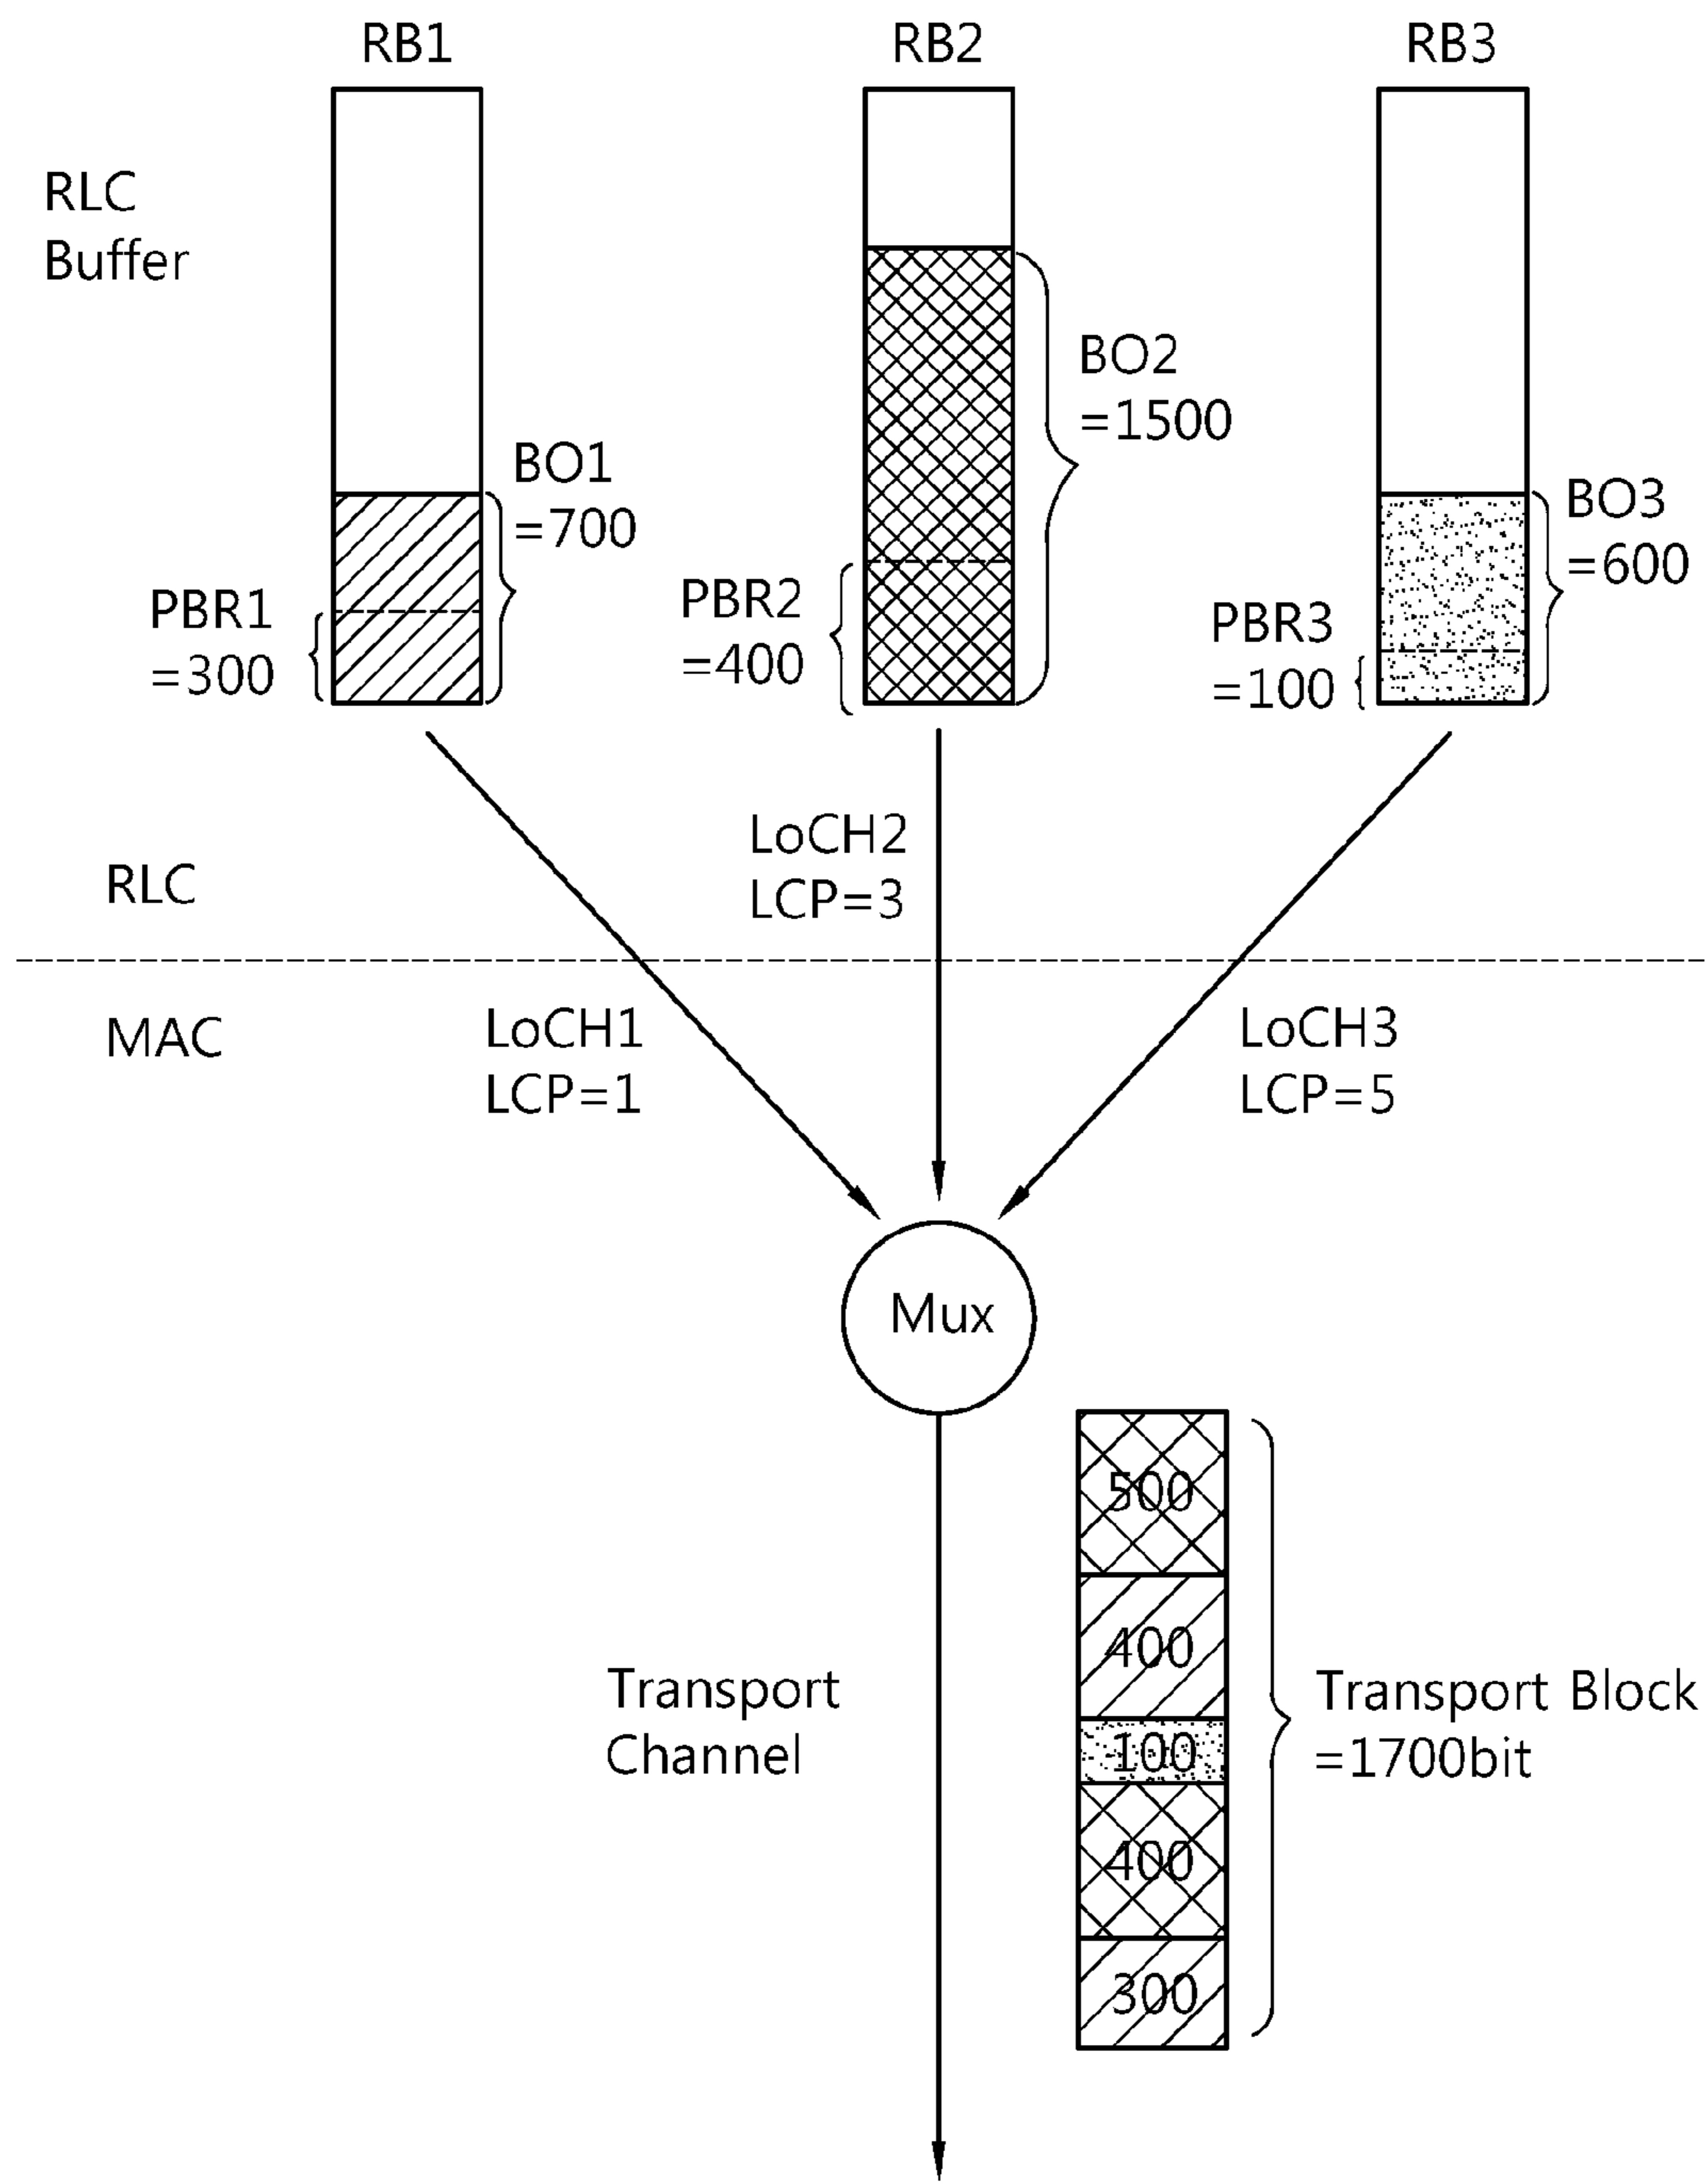 RB1
RB2
RB3
RLC
Buffer
BO1
=700
PBR1
=300
BO2
=1500
PBR2
=400
BO3
=600
PBR3
=100
LoCH2
LCP=3
RLC
MAC
LoCH1
LCP=1
LoCH3
LCP=5
Mux
500
400
100
400
300
Transport
Channel
Transport Block
=1700bit